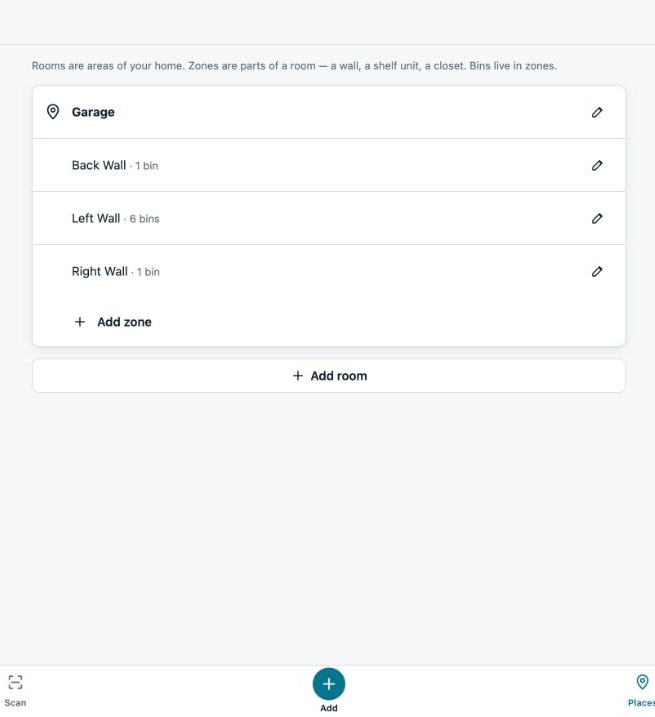 Rooms are areas of your home. Zones are parts of a room — a wall, a shelf unit, a closet. Bins live in zones.
Garage
Back Wall · 1 bin
Left Wall · 6 bins
Right Wall · 1 bin
+ Add zone
+ Add room
Scan
Add
Places